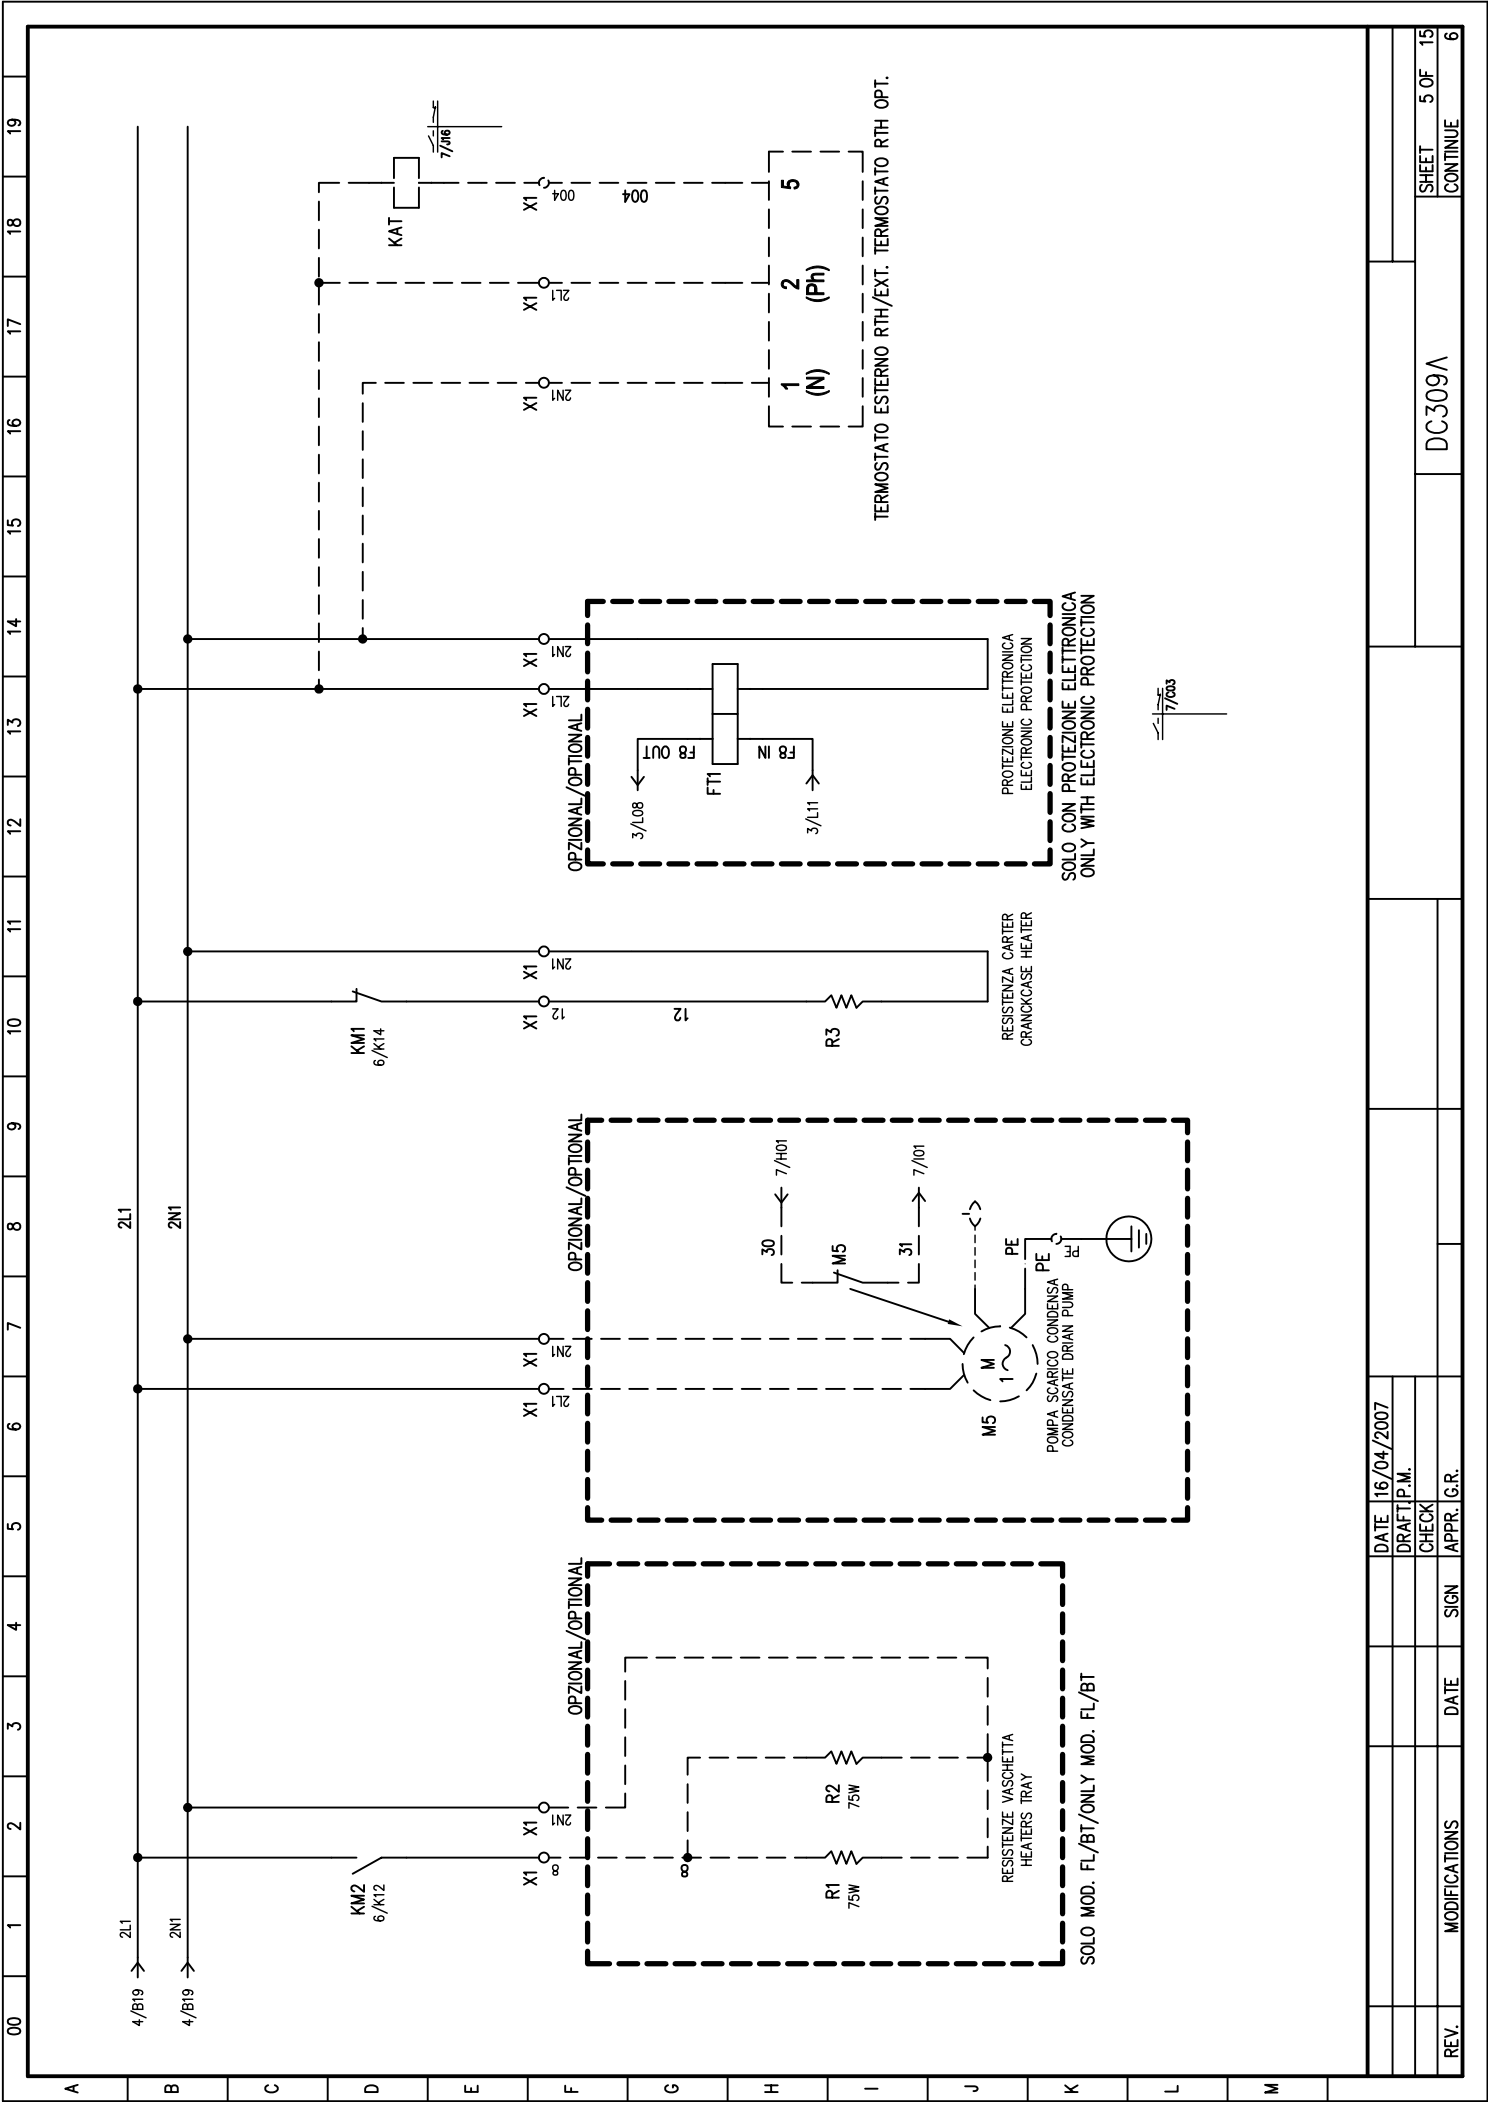 00 1 2 3 4 5 6 7 8 9 10 11 12 13 14 15 16 17 18 19
A
B
C
D
E
F
G
H
I
J
K
L
M
4/B19
2L1
2L1
4/B19
2N1
2N1
KM2
6/K12
X1
8
X1
2N1
OPZIONAL/OPTIONAL
8
R1
75W
R2
75W
RESISTENZE VASCHETTA
HEATERS TRAY
SOLO MOD. FL/BT/ONLY MOD. FL/BT
X1
2L1
X1
2N1
OPZIONAL/OPTIONAL
30
7/H01
M5
31
7/I01
M5
M
1
PE
PE
PE
POMPA SCARICO CONDENSA
CONDENSATE DRIAN PUMP
KM1
6/K14
X1
12
X1
2N1
12
R3
RESISTENZA CARTER
CRANCKCASE HEATER
OPZIONAL/OPTIONAL
X1
2L1
X1
2N1
3/L08
F8 OUT
FT1
F8 IN
3/L11
PROTEZIONE ELETTRONICA
ELECTRONIC PROTECTION
SOLO CON PROTEZIONE ELETTRONICA
ONLY WITH ELECTRONIC PROTECTION
7/C03
KAT
7/J16
X1
2N1
X1
2L1
X1
004
004
1
(N)
2
(Ph)
5
TERMOSTATO ESTERNO RTH/EXT. TERMOSTATO RTH OPT.
REV.
MODIFICATIONS
DATE
SIGN
DATE 16/04/2007
DRAFT. P.M.
CHECK
APPR. G.R.
DC309Λ
SHEET 5 OF 15
CONTINUE 6